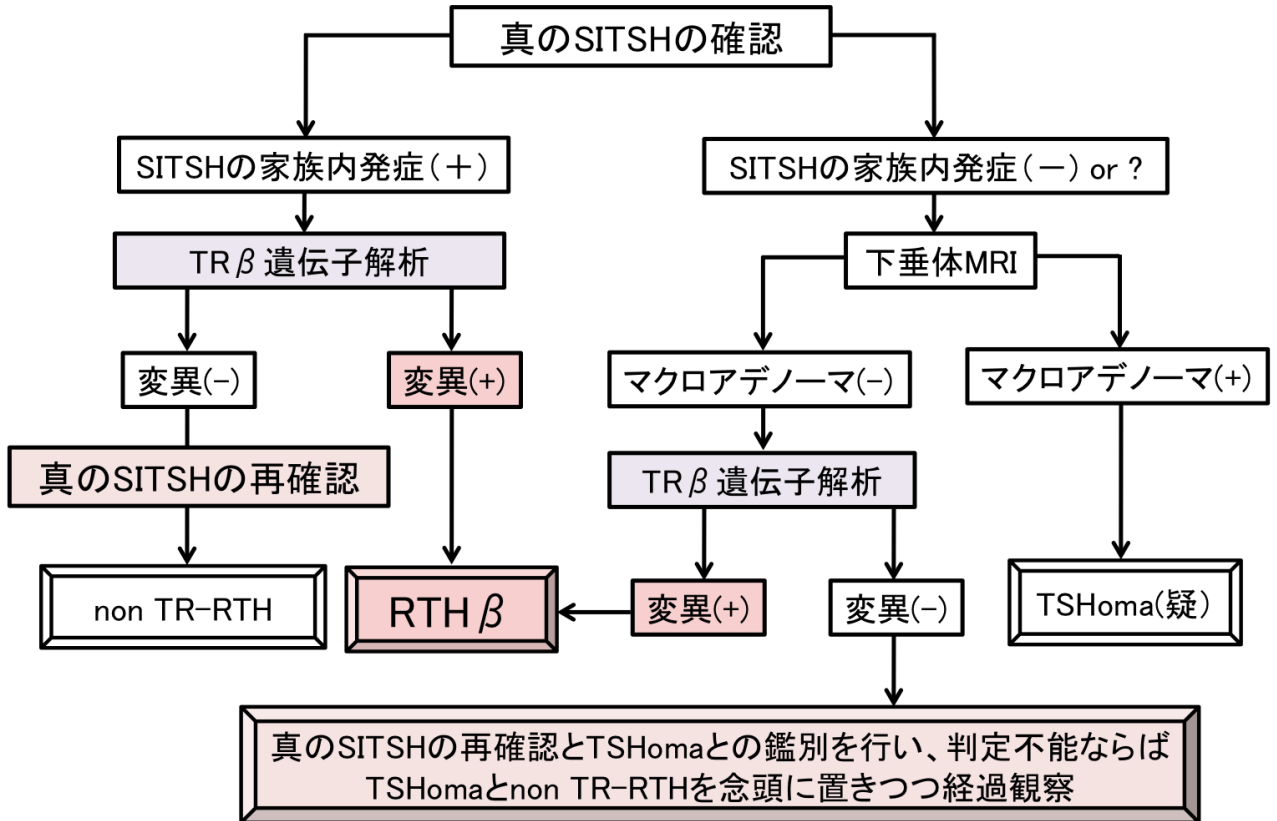 真のSITSHの確認
SITSHの家族内発症(＋)
SITSHの家族内発症(－) or ?
TRβ遺伝子解析
下垂体MRI
変異(-)
変異(+)
マクロアデノーマ(-)
マクロアデノーマ(+)
真のSITSHの再確認
TRβ遺伝子解析
non TR-RTH
RTHβ
変異(+)
変異(-)
TSHoma(疑)
真のSITSHの再確認とTSHomaとの鑑別を行い、判定不能ならば
TSHomaとnon TR-RTHを念頭に置きつつ経過観察